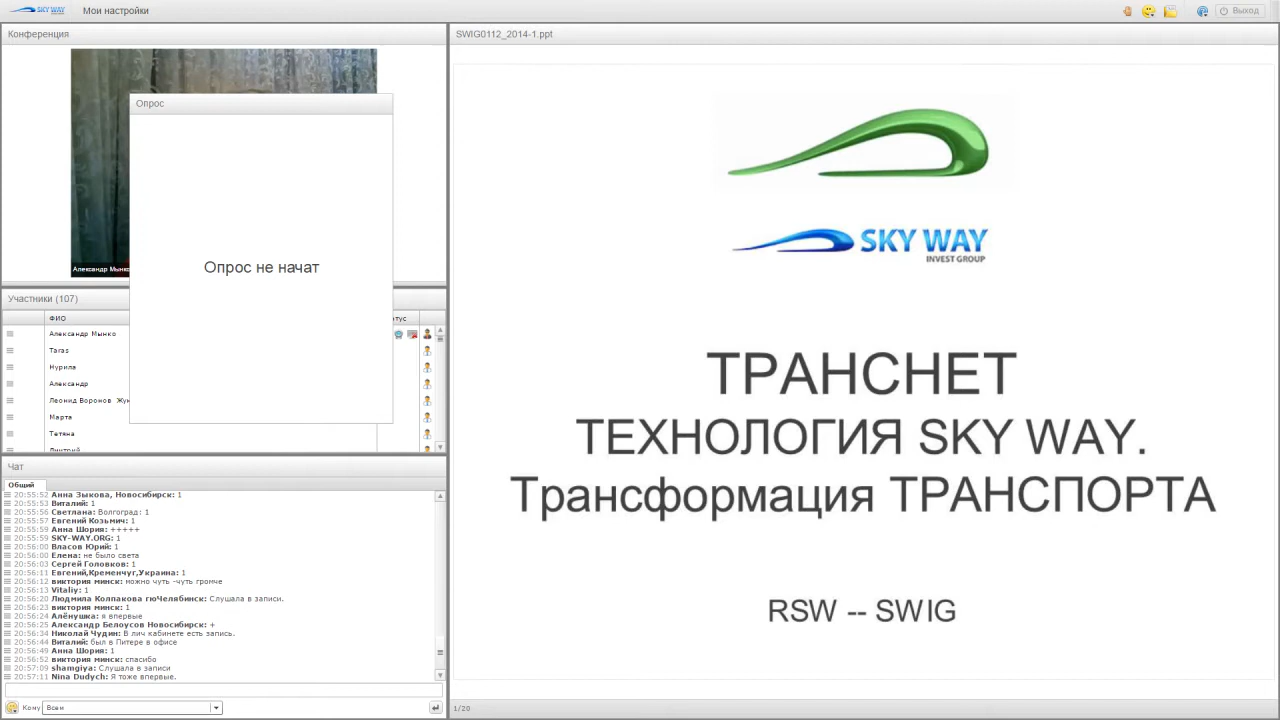 SKY WAY
INVEST GROUP
Мои настройки
Выход
Конференция
Александр Мынко
Опрос
Опрос не начат
Участники (107)
ФИО
Александр Мынко
Taras
Нурила
Александр
Леонид Воронов
Марта
Тетяна
Дмитрий
Чат
Общий
20:55:52 Анна Зыкова, Новосибирск: 1
20:55:53 Виталий: 1
20:55:56 Светлана: Волгоград: 1
20:55:57 Евгений Козьмич: 1
20:55:59 Анна Шория: +++++
20:55:59 SKY-WAY.ORG: 1
20:56:00 Власов Юрий: 1
20:56:00 Елена: не было света
20:56:03 Сергей Головков: 1
20:56:11 Евгений,Кременчуг,Украина: 1
20:56:12 виктория минск: можно чуть -чуть громче
20:56:13 Vitaliy: 1
20:56:20 Людмила Колпакова гюЧелябинск: Слушала в записи.
20:56:23 виктория минск: 1
20:56:24 Алёнушка: я впервые
20:56:25 Александр Белоусов Новосибирск: +
20:56:34 Николай Чудин: В лич кабинете есть запись.
20:56:44 Виталий: был в Питере в офисе
20:56:49 Анна Шория: 1
20:56:52 виктория минск: спасибо
20:57:09 shamgiya: Слушала в записи
20:57:11 Nina Dudych: Я тоже впервые.
Кому Всем
SWIG0112_2014-1.ppt
SKY WAY
INVEST GROUP
ТРАНСНЕТ
ТЕХНОЛОГИЯ SKY WAY.
Трансформация ТРАНСПОРТА
RSW -- SWIG
1/20